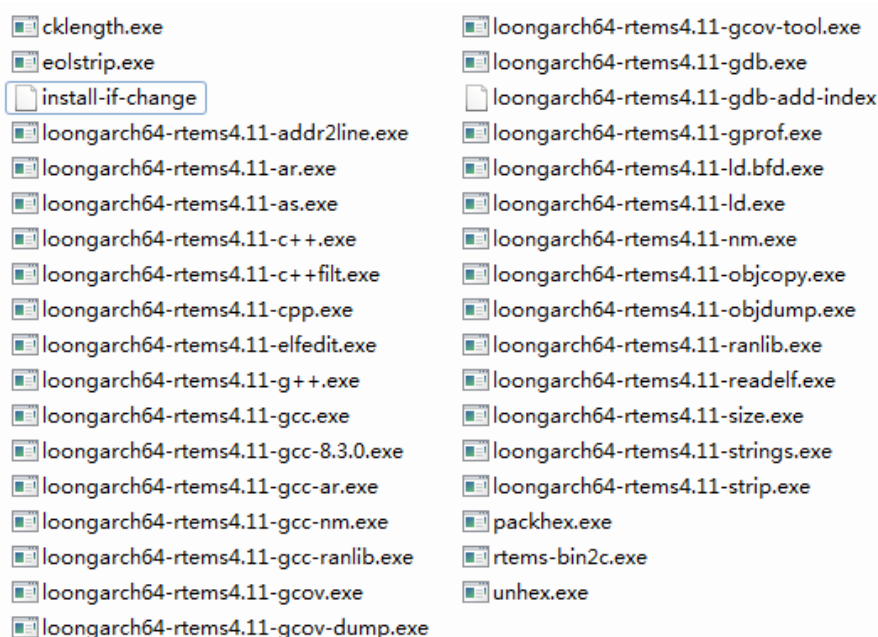 cklength.exe
eolstrip.exe
install-if-change
loongarch64-rtems4.11-addr2line.exe
loongarch64-rtems4.11-ar.exe
loongarch64-rtems4.11-as.exe
loongarch64-rtems4.11-c++.exe
loongarch64-rtems4.11-c++filt.exe
loongarch64-rtems4.11-cpp.exe
loongarch64-rtems4.11-elfedit.exe
loongarch64-rtems4.11-g++.exe
loongarch64-rtems4.11-gcc.exe
loongarch64-rtems4.11-gcc-8.3.0.exe
loongarch64-rtems4.11-gcc-ar.exe
loongarch64-rtems4.11-gcc-nm.exe
loongarch64-rtems4.11-gcc-ranlib.exe
loongarch64-rtems4.11-gcov.exe
loongarch64-rtems4.11-gcov-dump.exe
loongarch64-rtems4.11-gcov-tool.exe
loongarch64-rtems4.11-gdb.exe
loongarch64-rtems4.11-gdb-add-index
loongarch64-rtems4.11-gprof.exe
loongarch64-rtems4.11-ld.bfd.exe
loongarch64-rtems4.11-ld.exe
loongarch64-rtems4.11-nm.exe
loongarch64-rtems4.11-objcopy.exe
loongarch64-rtems4.11-objdump.exe
loongarch64-rtems4.11-ranlib.exe
loongarch64-rtems4.11-readelf.exe
loongarch64-rtems4.11-size.exe
loongarch64-rtems4.11-strings.exe
loongarch64-rtems4.11-strip.exe
packhex.exe
rtems-bin2c.exe
unhex.exe